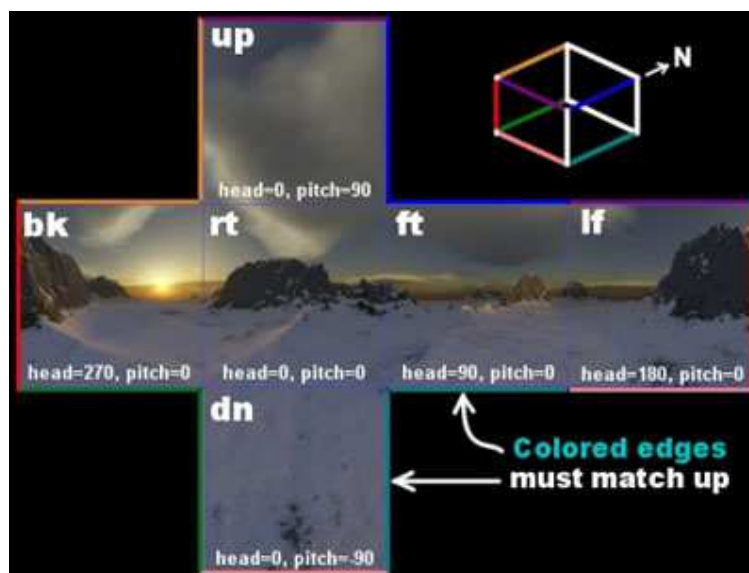 up
N
head=0, pitch=90
bk
rt
ft
lf
head=270, pitch=0
head=0, pitch=0
head=90, pitch=0
head=180, pitch=0
dn
Colored edges
must match up
head=0, pitch=-90